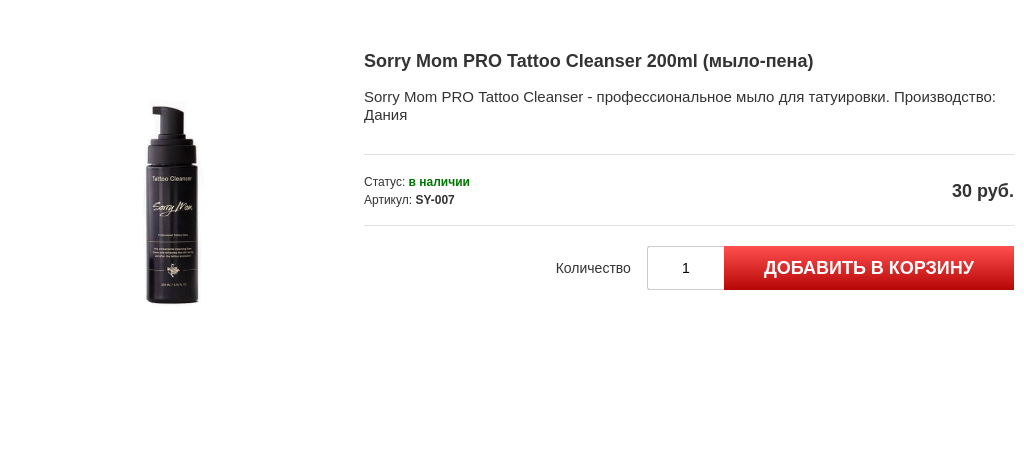 Sorry Mom PRO Tattoo Cleanser 200ml (мыло-пена)
Sorry Mom PRO Tattoo Cleanser - профессиональное мыло для татуировки. Производство:
Дания
Tattoo Cleanser
Sorry Mom
Статус: в наличии
Артикул: SY-007
30 руб.
Количество
1
ДОБАВИТЬ В КОРЗИНУ